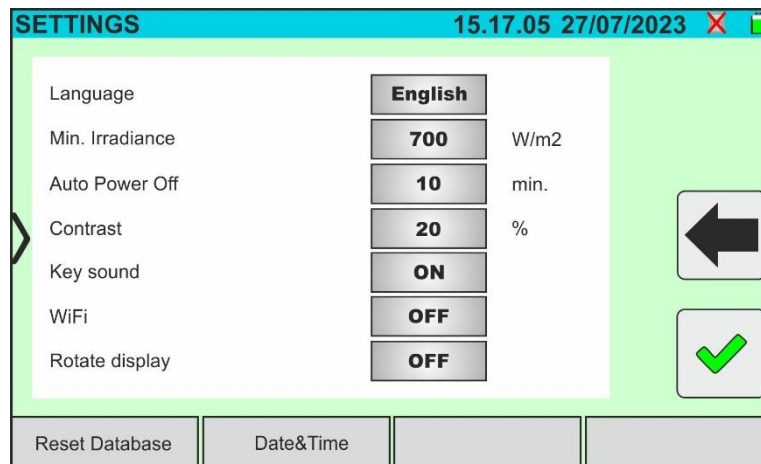 SETTINGS 15.17.05 27/07/2023
Language English
Min. Irradiance 700 W/m2
Auto Power Off 10 min.
Contrast 20 %
Key sound ON
WiFi OFF
Rotate display OFF
Reset Database Date&Time